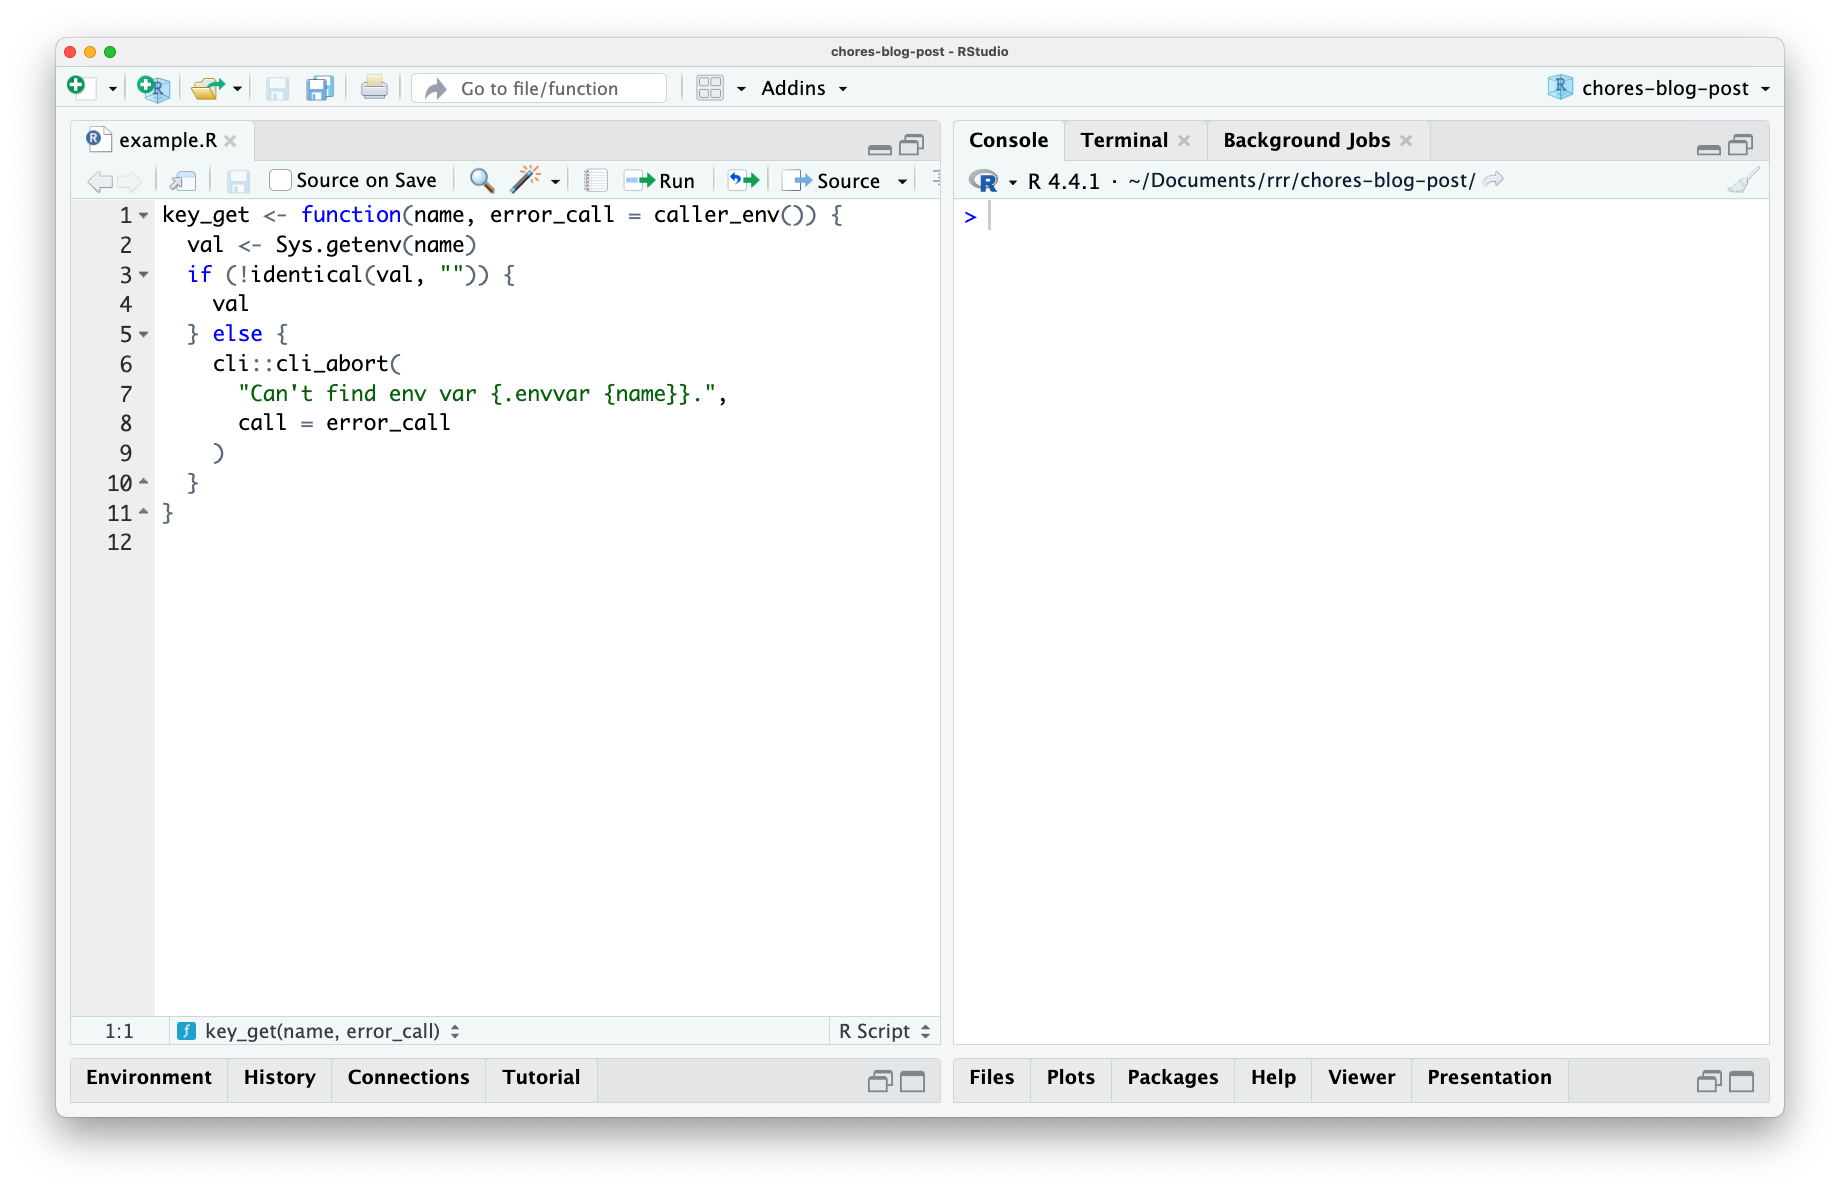 chores-blog-post - RStudio
Go to file/function
Addins
chores-blog-post
example.R
Source on Save
Run
Source
1 key_get <- function(name, error_call = caller_env()) {
2   val <- Sys.getenv(name)
3   if (!identical(val, "")) {
4     val
5   } else {
6     cli::cli_abort(
7       "Can't find env var {.envvar {name}}.",
8       call = error_call
9     )
10   }
11 }
12
1:1
key_get(name, error_call)
R Script
Console
Terminal
Background Jobs
R 4.4.1 · ~/Documents/rrr/chores-blog-post/
>
Environment
History
Connections
Tutorial
Files
Plots
Packages
Help
Viewer
Presentation